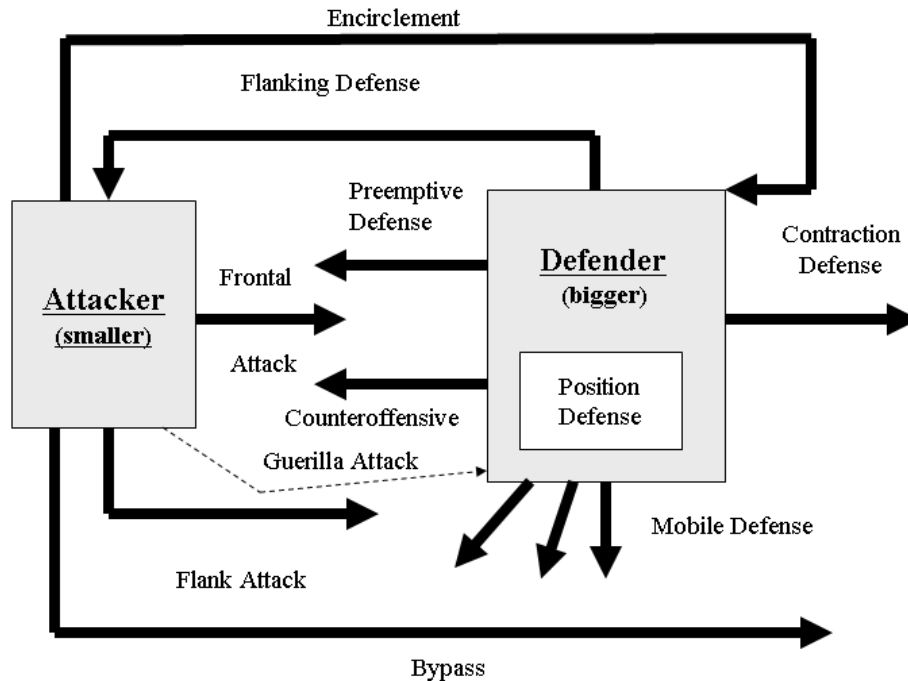 Encirclement
Flanking Defense
Preemptive
Defense
Contraction
Defense
Frontal
Attacker
(smaller)
Defender
(bigger)
Attack
Position
Defense
Counteroffensive
Guerilla Attack
Mobile Defense
Flank Attack
Bypass